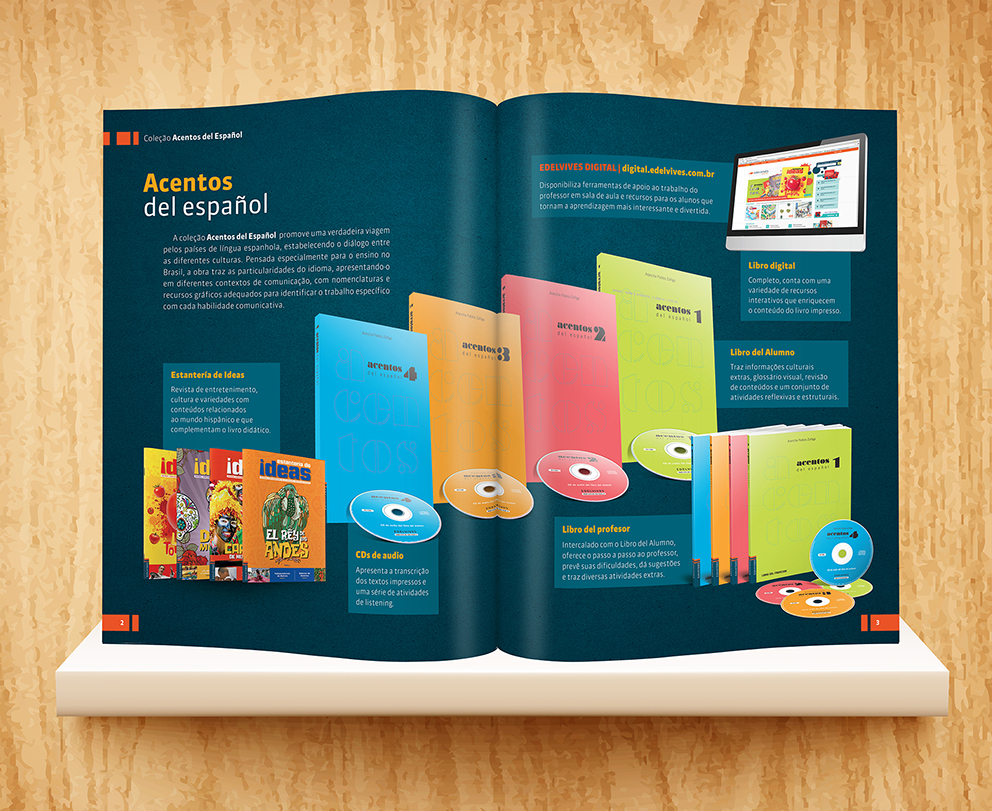 Coleção Acentos del Español
Acentos
del español
A coleção Acentos del Español promove uma verdadeira viagem
pelos países de língua espanhola, estabelecendo o diálogo entre
as diferentes culturas. Pensada especialmente para o ensino no
Brasil, a obra traz as particularidades do idioma, apresentando-o
em diferentes contextos de comunicação, com nomenclaturas e
recursos gráficos adequados para identificar o trabalho específico
com cada habilidade comunicativa.
Estantería de Ideas
Revista de entretenimento,
cultura e variedades com
conteúdos relacionados
ao mundo hispânico e que
complementam o livro didático.
estantería de
ideas
EL REY
DE LOS
ANDES
acentos 4
del español
acentos 3
del español
CDs de audio
Apresenta a transcrição
dos textos impressos e
uma série de atividades
de listening.
2
EDELVIVES DIGITAL | digital.edelvives.com.br
Disponibiliza ferramentas de apoio ao trabalho do
professor em sala de aula e recursos para os alunos que
tornam a aprendizagem mais interessante e divertida.
Libro digital
Completo, conta com uma
variedade de recursos
interativos que enriquecem
o conteúdo do livro impresso.
acentos 2
del español
acentos 1
del español
Libro del Alumno
Traz informações culturais
extras, glossário visual, revisão
de conteúdos e um conjunto de
atividades reflexivas e estruturais.
Libro del profesor
Intercalado com o Libro del Alumno,
oferece o passo a passo ao professor,
prevê suas dificuldades, dá sugestões
e traz diversas atividades extras.
acentos 1
del español
LIBRO DEL PROFESOR
3